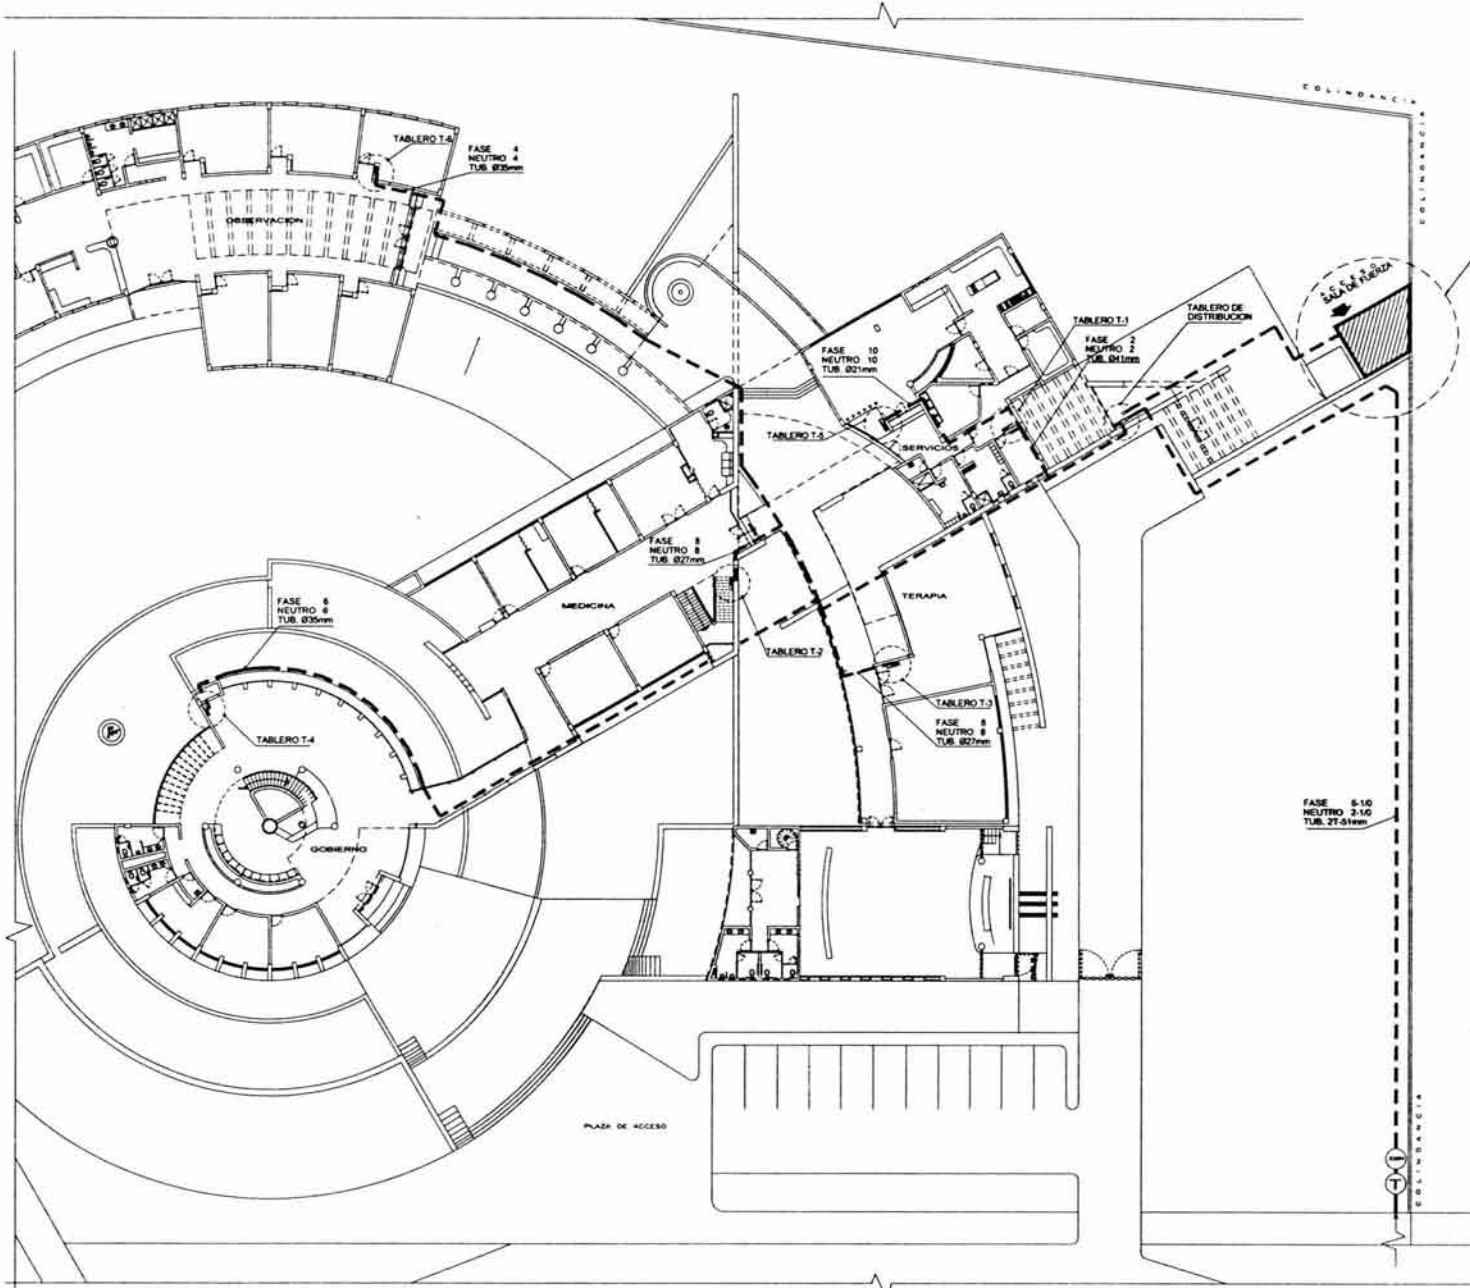 COLINDANCIA
COLINDANCIA
TABLERO T-6
FASE 4
NEUTRO 4
TUB. Ø35mm
OBSERVACION
ACCESO
SALA DE FUERZA
TABLERO T-1
TABLERO DE
DISTRIBUCION
FASE 2
NEUTRO 2
TUB. Ø41mm
FASE 10
NEUTRO 10
TUB. Ø21mm
TABLERO T-5
SERVICIOS
FASE 8
NEUTRO 8
TUB. Ø27mm
MEDICINA
TERAPIA
FASE 6
NEUTRO 6
TUB. Ø35mm
TABLERO T-2
TABLERO T-3
FASE 8
NEUTRO 8
TUB. Ø27mm
TABLERO T-4
GOBIERNO
FASE 6-1/0
NEUTRO 2-1/0
TUB. 2T-51mm
PLAZA DE ACCESO
COLINDANCIA
T